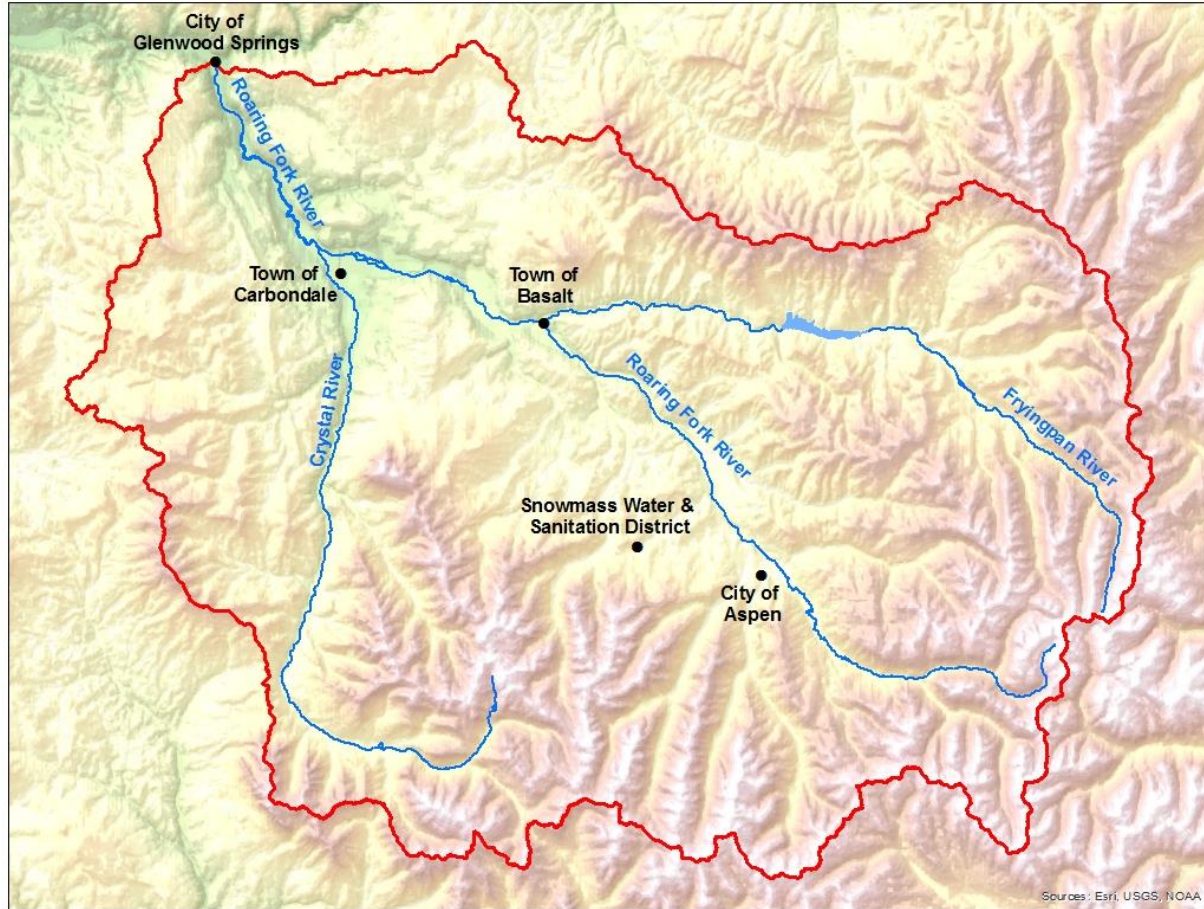 City of
Glenwood Springs
Roaring Fork River
Town of
Carbondale
Town of
Basalt
Crystal River
Roaring Fork River
Fryingpan River
Snowmass Water &
Sanitation District
City of
Aspen
Sources: Esri, USGS, NOAA